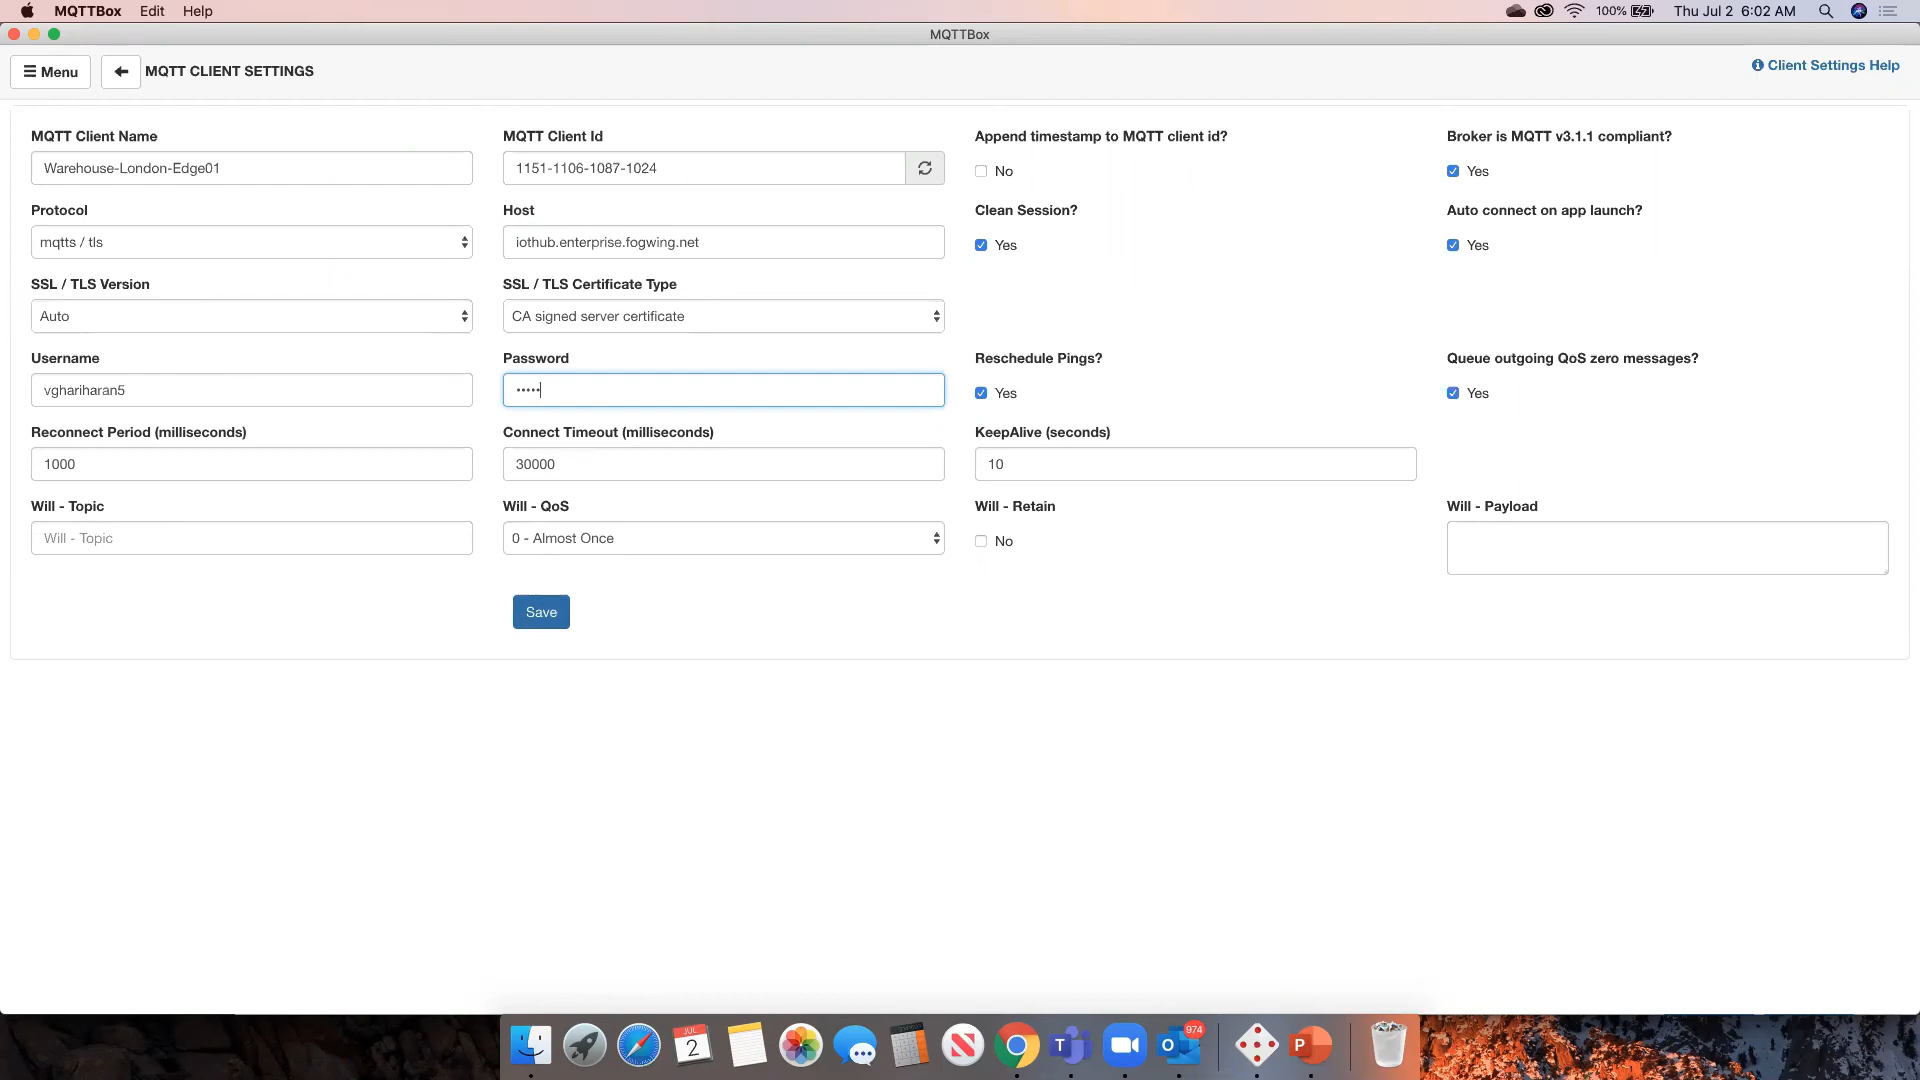 MQTTBox Edit Help 100% Thu Jul 2 6:02 AM
MQTTBox
Menu MQTT CLIENT SETTINGS Client Settings Help
MQTT Client Name MQTT Client Id Append timestamp to MQTT client id? Broker is MQTT v3.1.1 compliant?
Warehouse-London-Edge01 1151-1106-1087-1024 No Yes
Protocol Host Clean Session? Auto connect on app launch?
mqtts / tls iothub.enterprise.fogwing.net Yes Yes
SSL / TLS Version SSL / TLS Certificate Type
Auto CA signed server certificate
Username Password Reschedule Pings? Queue outgoing QoS zero messages?
vghariharan5 ••••• Yes Yes
Reconnect Period (milliseconds) Connect Timeout (milliseconds) KeepAlive (seconds)
1000 30000 10
Will - Topic Will - QoS Will - Retain Will - Payload
Will - Topic 0 - Almost Once No
Save
JUL
2
974
T
O
P